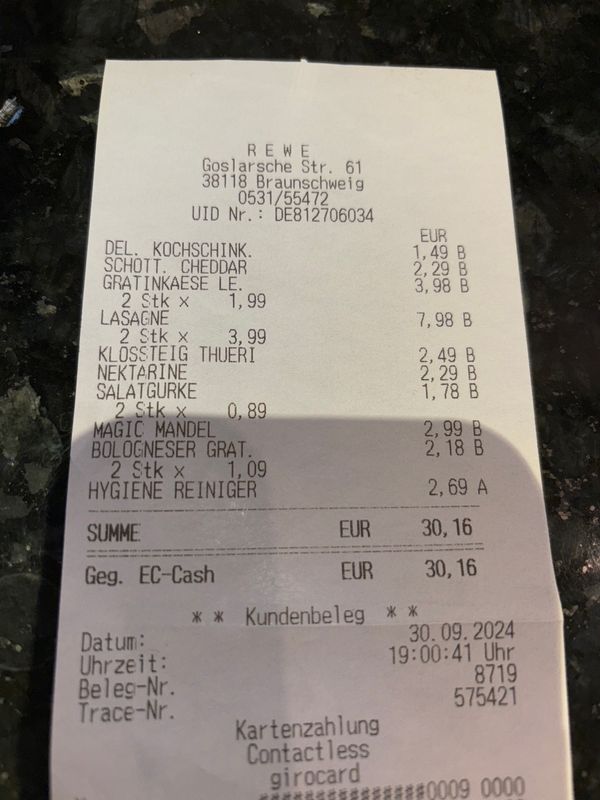 R E W E
Goslarsche Str. 61
38118 Braunschweig
0531/55472
UID Nr.: DE812706034
EUR
DEL. KOCHSCHINK. 1,49 B
SCHOTT. CHEDDAR 2,29 B
GRATINKAESE LE. 3,98 B
2 Stk x 1,99
LASAGNE 7,98 B
2 Stk x 3,99
KLOSSTEIG THUERI 2,49 B
NEKTARINE 2,29 B
SALATGURKE 1,78 B
2 Stk x 0,89
MAGIC MANDEL 2,99 B
BOLOGNESER GRAT. 2,18 B
2 Stk x 1,09
HYGIENE REINIGER 2,69 A
SUMME EUR 30,16
Geg. EC-Cash EUR 30,16
* * Kundenbeleg * *
Datum: 30.09.2024
Uhrzeit: 19:00:41 Uhr
Beleg-Nr. 8719
Trace-Nr. 575421
Kartenzahlung
Contactless
girocard
###############0009 0000